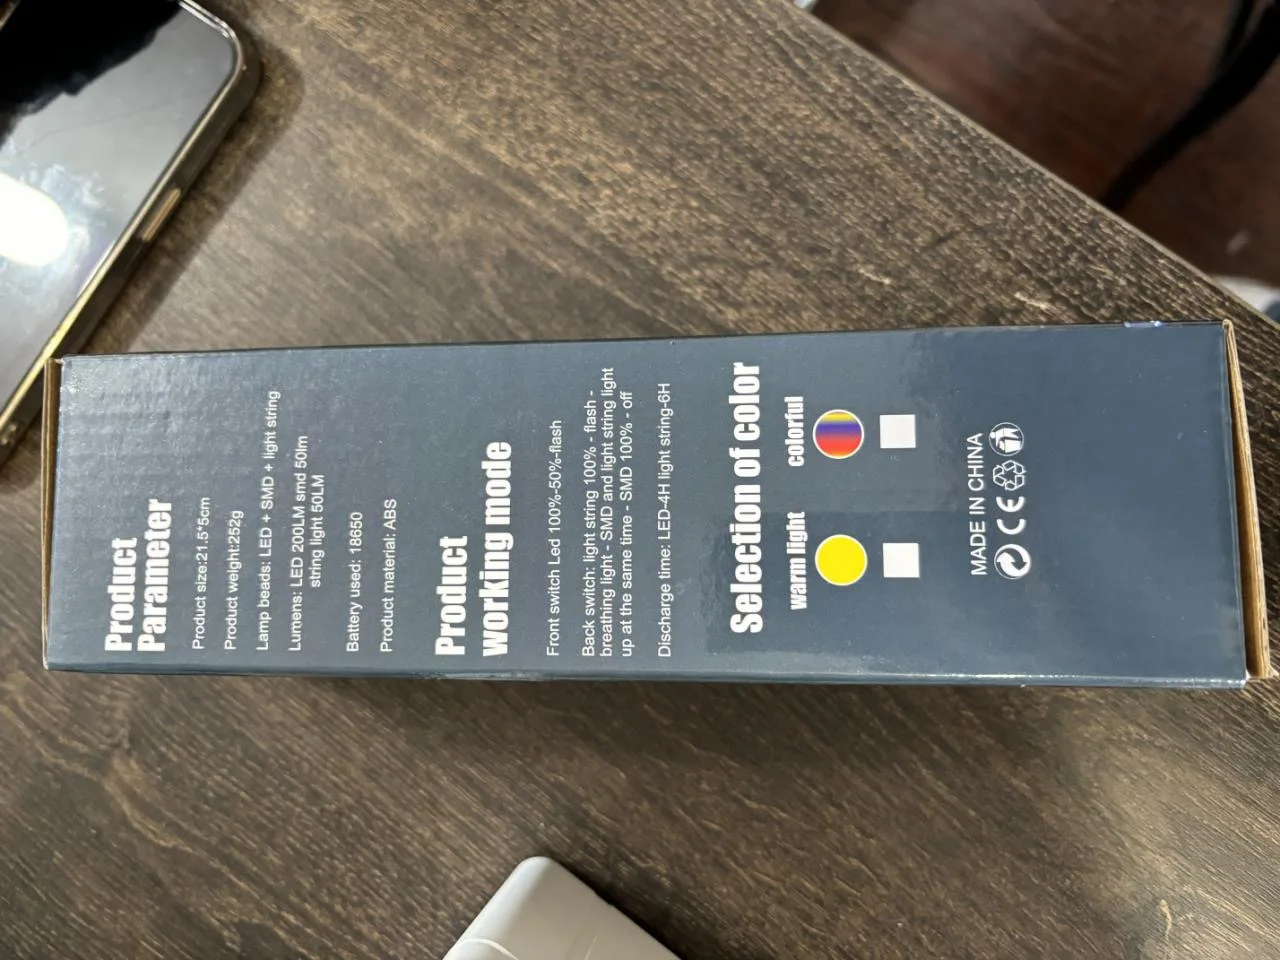 Product
Parameter
Product size:21.5*5cm
Product weight:252g
Lamp beads: LED + SMD + light string
Lumens: LED 200LM smd 50llm
string light 50LM
Battery used: 18650
Product material: ABS
Product
working mode
Front switch Led 100%-50%-flash
Back switch: light string 100% - flash -
breathing light - SMD and light string light
up at the same time - SMD 100% - off
Discharge time: LED-4H light string-6H
Selection of color
warm light colorful
MADE IN CHINA
CE